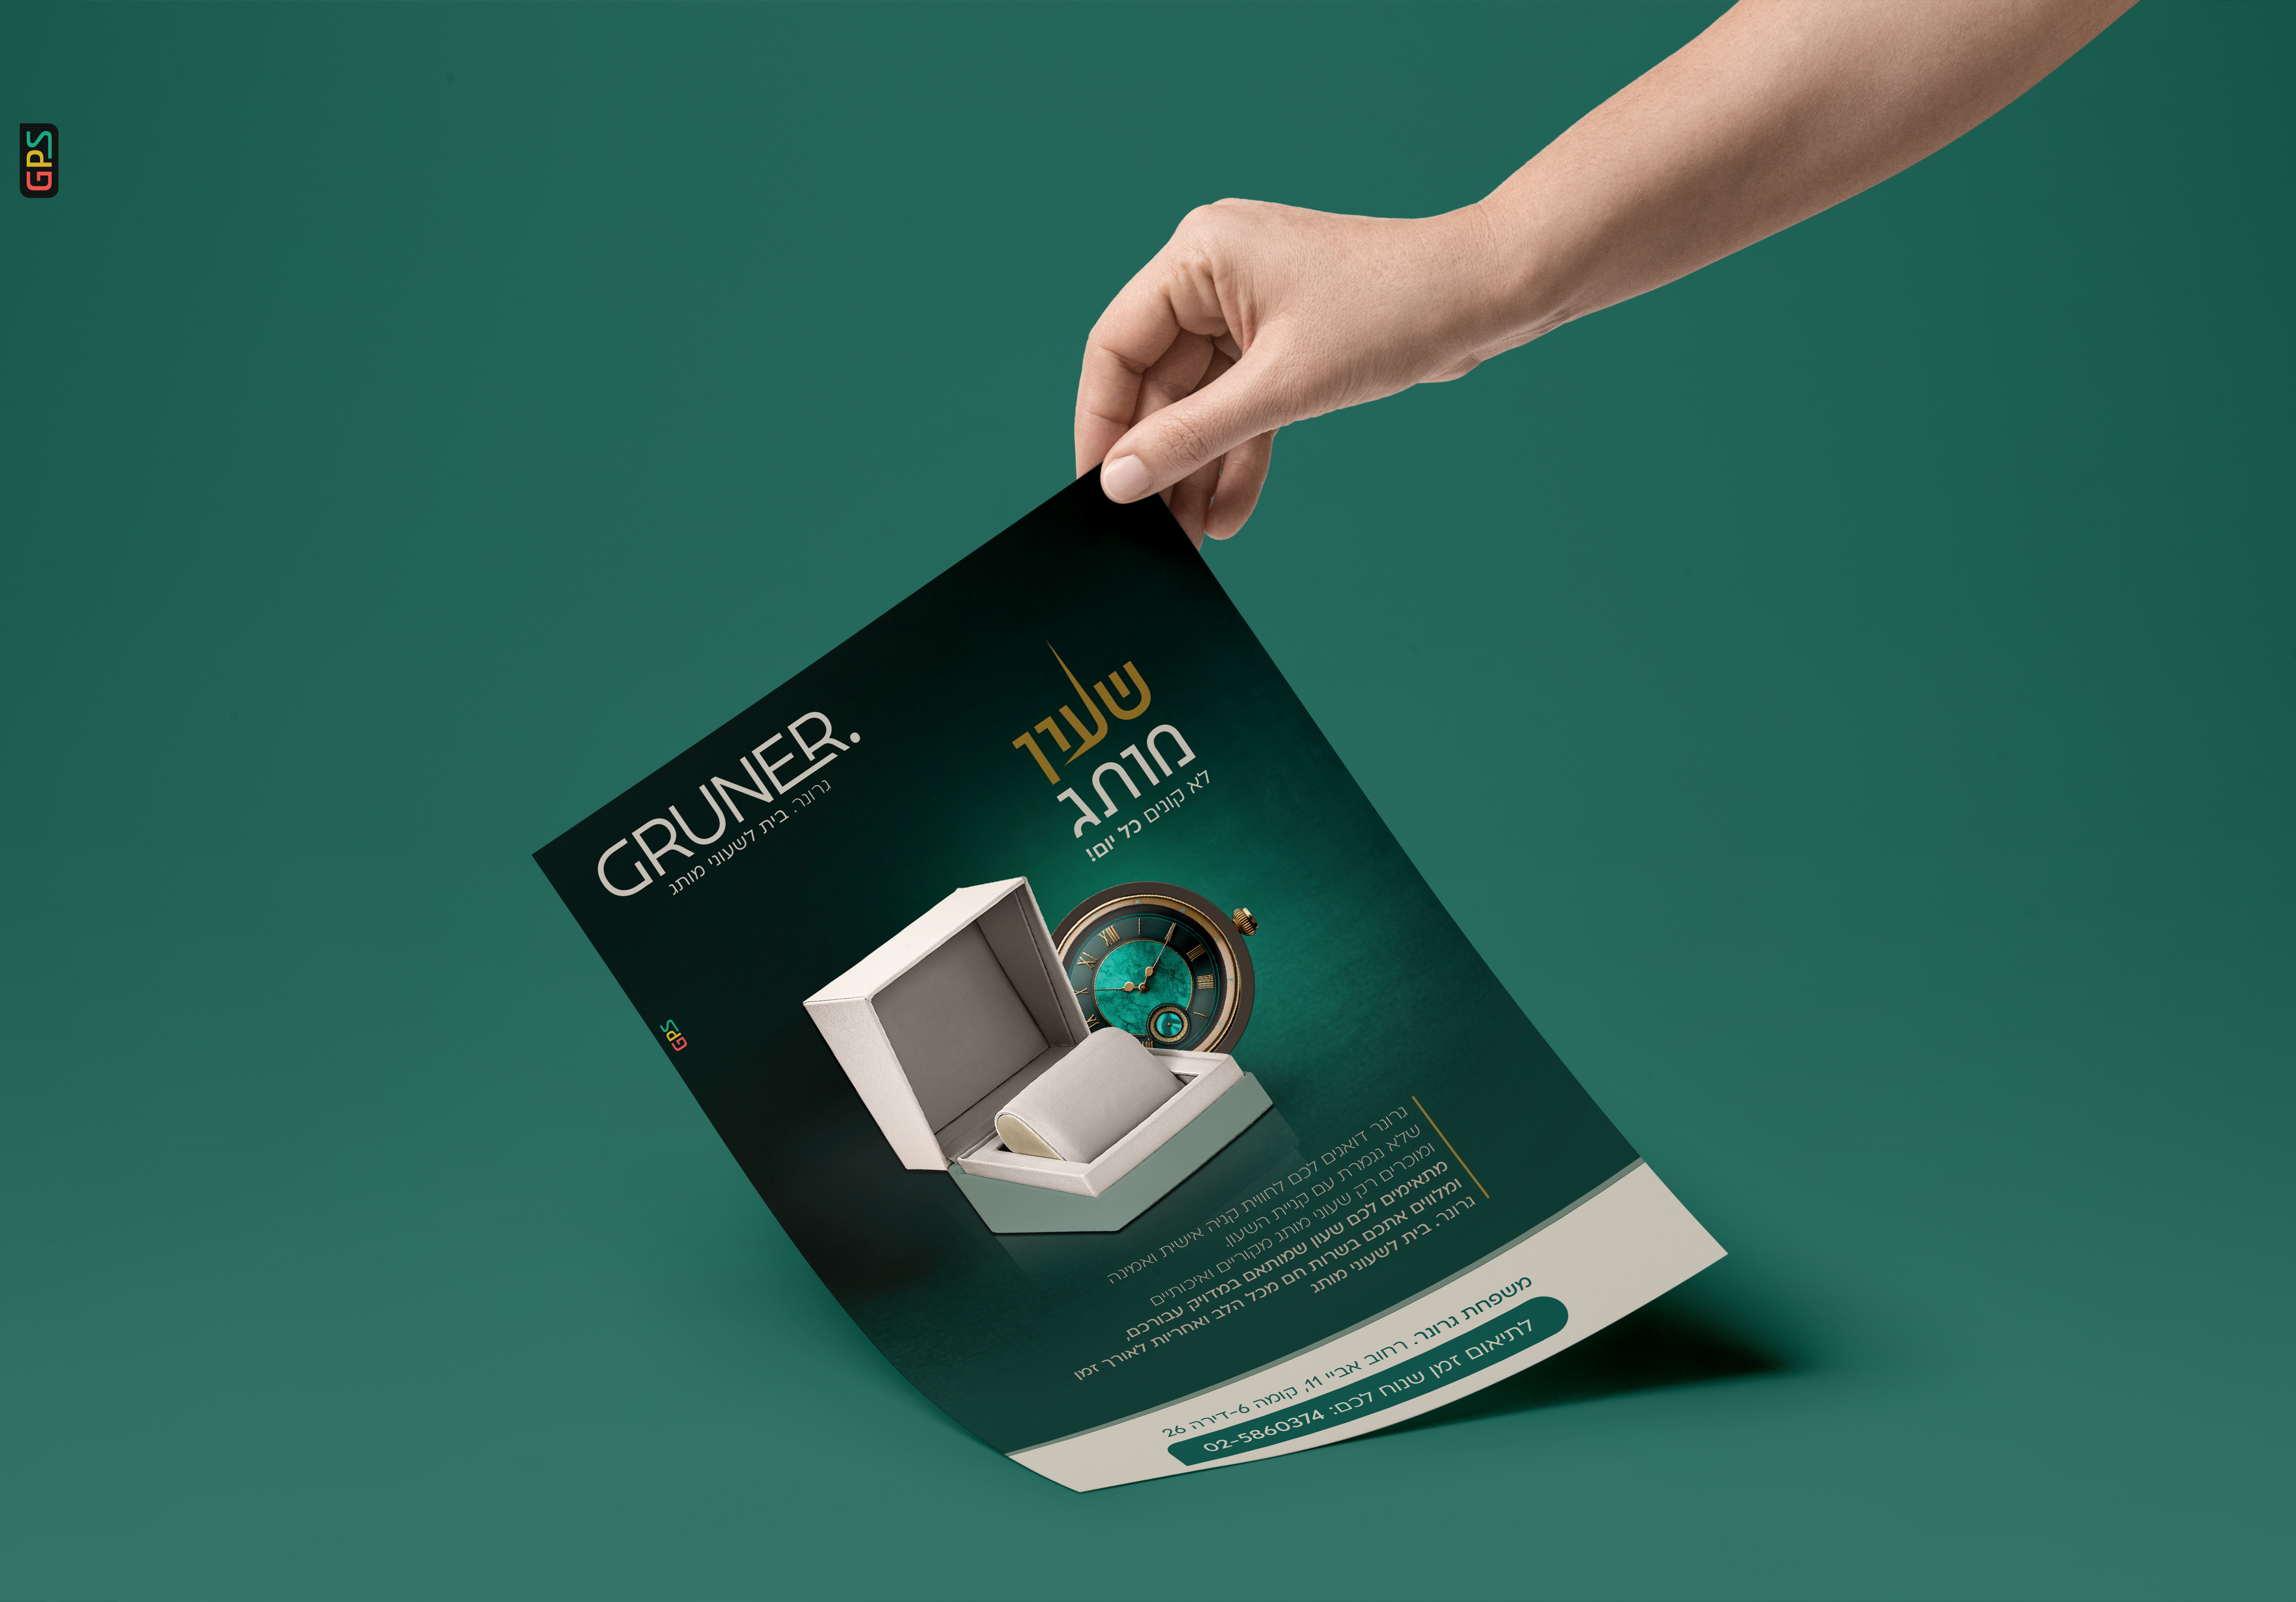 GPS
שעון
מותג
לא קונים כל יום!
GRUNER.
גרונר. בית לשעוני מותג
GPS
גרונר דואגים לכם לחווית קניה אישית ואמינה
שלא נגמרת עם קניית השעון.
ומוכרים רק שעוני מותג מקוריים ואיכותיים
מתאימים לכם שעון שמותאם במדויק עבורכם,
ומלווים אתכם בשרות חם מכל הלב ואחריות לאורך זמן
גרונר. בית לשעוני מותג
משפחת גרונר. רחוב אביי 11, קומה 6-דירה 26
לתיאום זמן שנוח לכם: 02-5860374